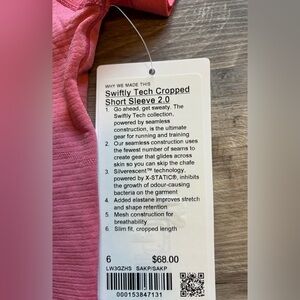 WHY WE MADE THIS
Swiftly Tech Cropped
Short Sleeve 2.0
1. Go ahead, get sweaty. The
Swiftly Tech collection,
powered by seamless
construction, is the ultimate
gear for running and training
2. Our seamless construction uses
the fewest number of seams to
create gear that glides across
skin so you can skip the chafe
3. Silverescent™ technology,
powered by X-STATIC®, inhibits
the growth of odour-causing
bacteria on the garment
4. Added elastane improves stretch
and shape retention
5. Mesh construction for
breathability
6. Slim fit, cropped length
6 $68.00
LW3GZHS SAKP/SAKP
000153847131